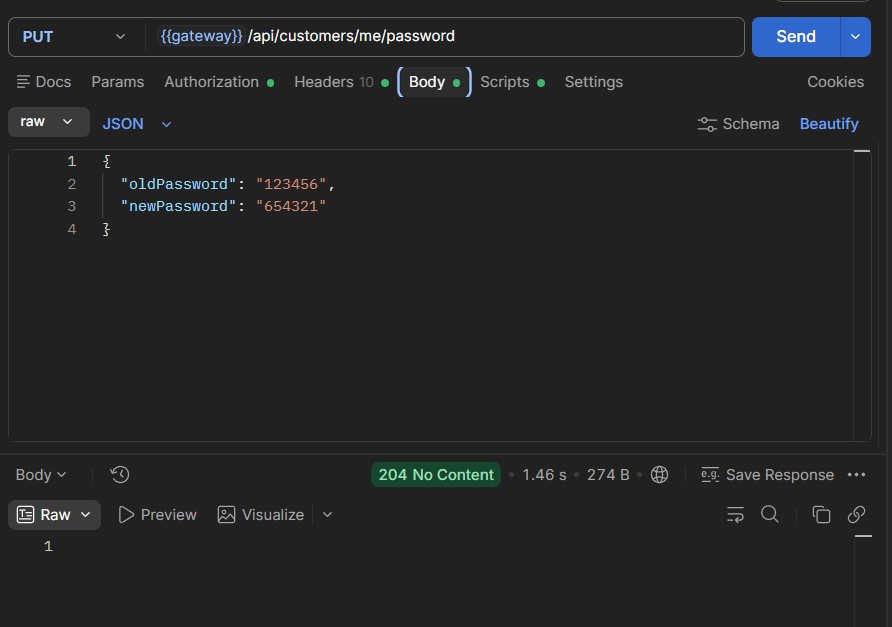 PUT {{gateway}} /api/customers/me/password Send
Docs Params Authorization Headers 10 Body Scripts Settings Cookies
raw JSON Schema Beautify
1 {
2 "oldPassword": "123456",
3 "newPassword": "654321"
4 }
Body 204 No Content • 1.46 s • 274 B • e.g. Save Response
Raw Preview Visualize
1